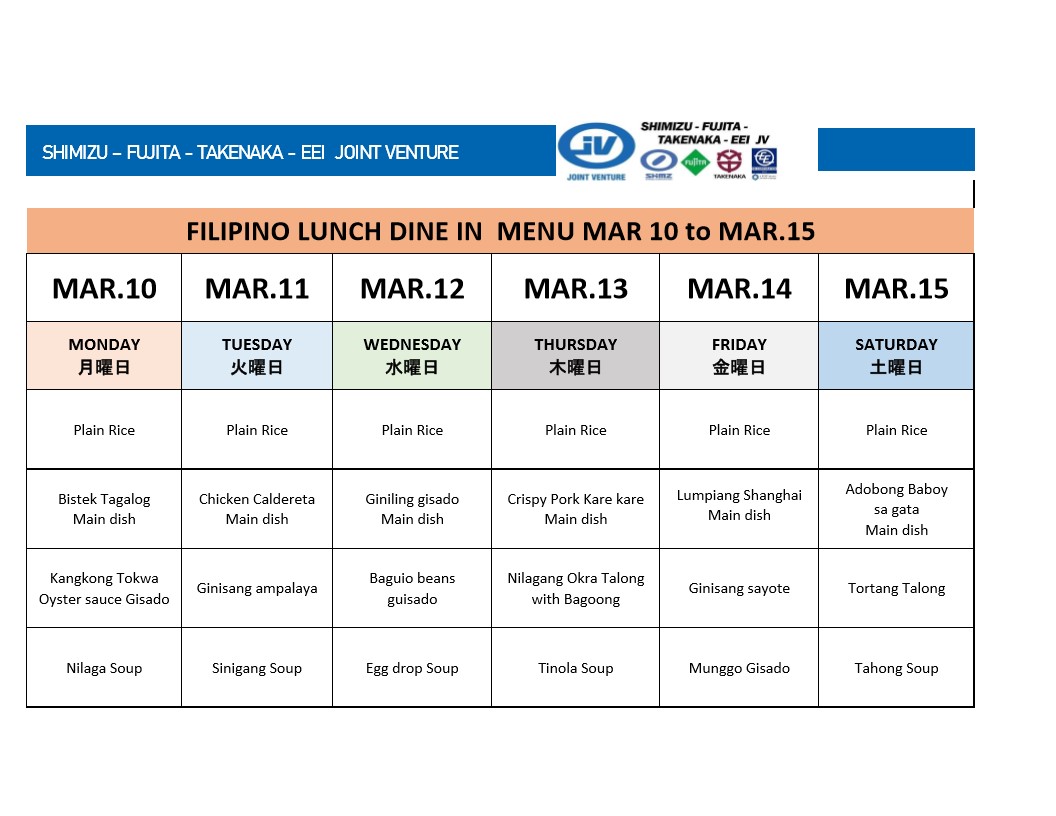 SHIMIZU – FUJITA - TAKENAKA - EEI JOINT VENTURE
JV
JOINT VENTURE
SHIMIZU - FUJITA -
TAKENAKA - EEI JV
SHMZ
Fujita
TAKENAKA
FILIPINO LUNCH DINE IN MENU MAR 10 to MAR.15
MAR.10 MAR.11 MAR.12 MAR.13 MAR.14 MAR.15
MONDAY TUESDAY WEDNESDAY THURSDAY FRIDAY SATURDAY
月曜日 火曜日 水曜日 木曜日 金曜日 土曜日
Plain Rice Plain Rice Plain Rice Plain Rice Plain Rice Plain Rice
Bistek Tagalog
Main dish
Chicken Caldereta
Main dish
Giniling gisado
Main dish
Crispy Pork Kare kare
Main dish
Lumpiang Shanghai
Main dish
Adobong Baboy
sa gata
Main dish
Kangkong Tokwa
Oyster sauce Gisado
Ginisang ampalaya
Baguio beans
guisado
Nilagang Okra Talong
with Bagoong
Ginisang sayote
Tortang Talong
Nilaga Soup Sinigang Soup Egg drop Soup Tinola Soup Munggo Gisado Tahong Soup